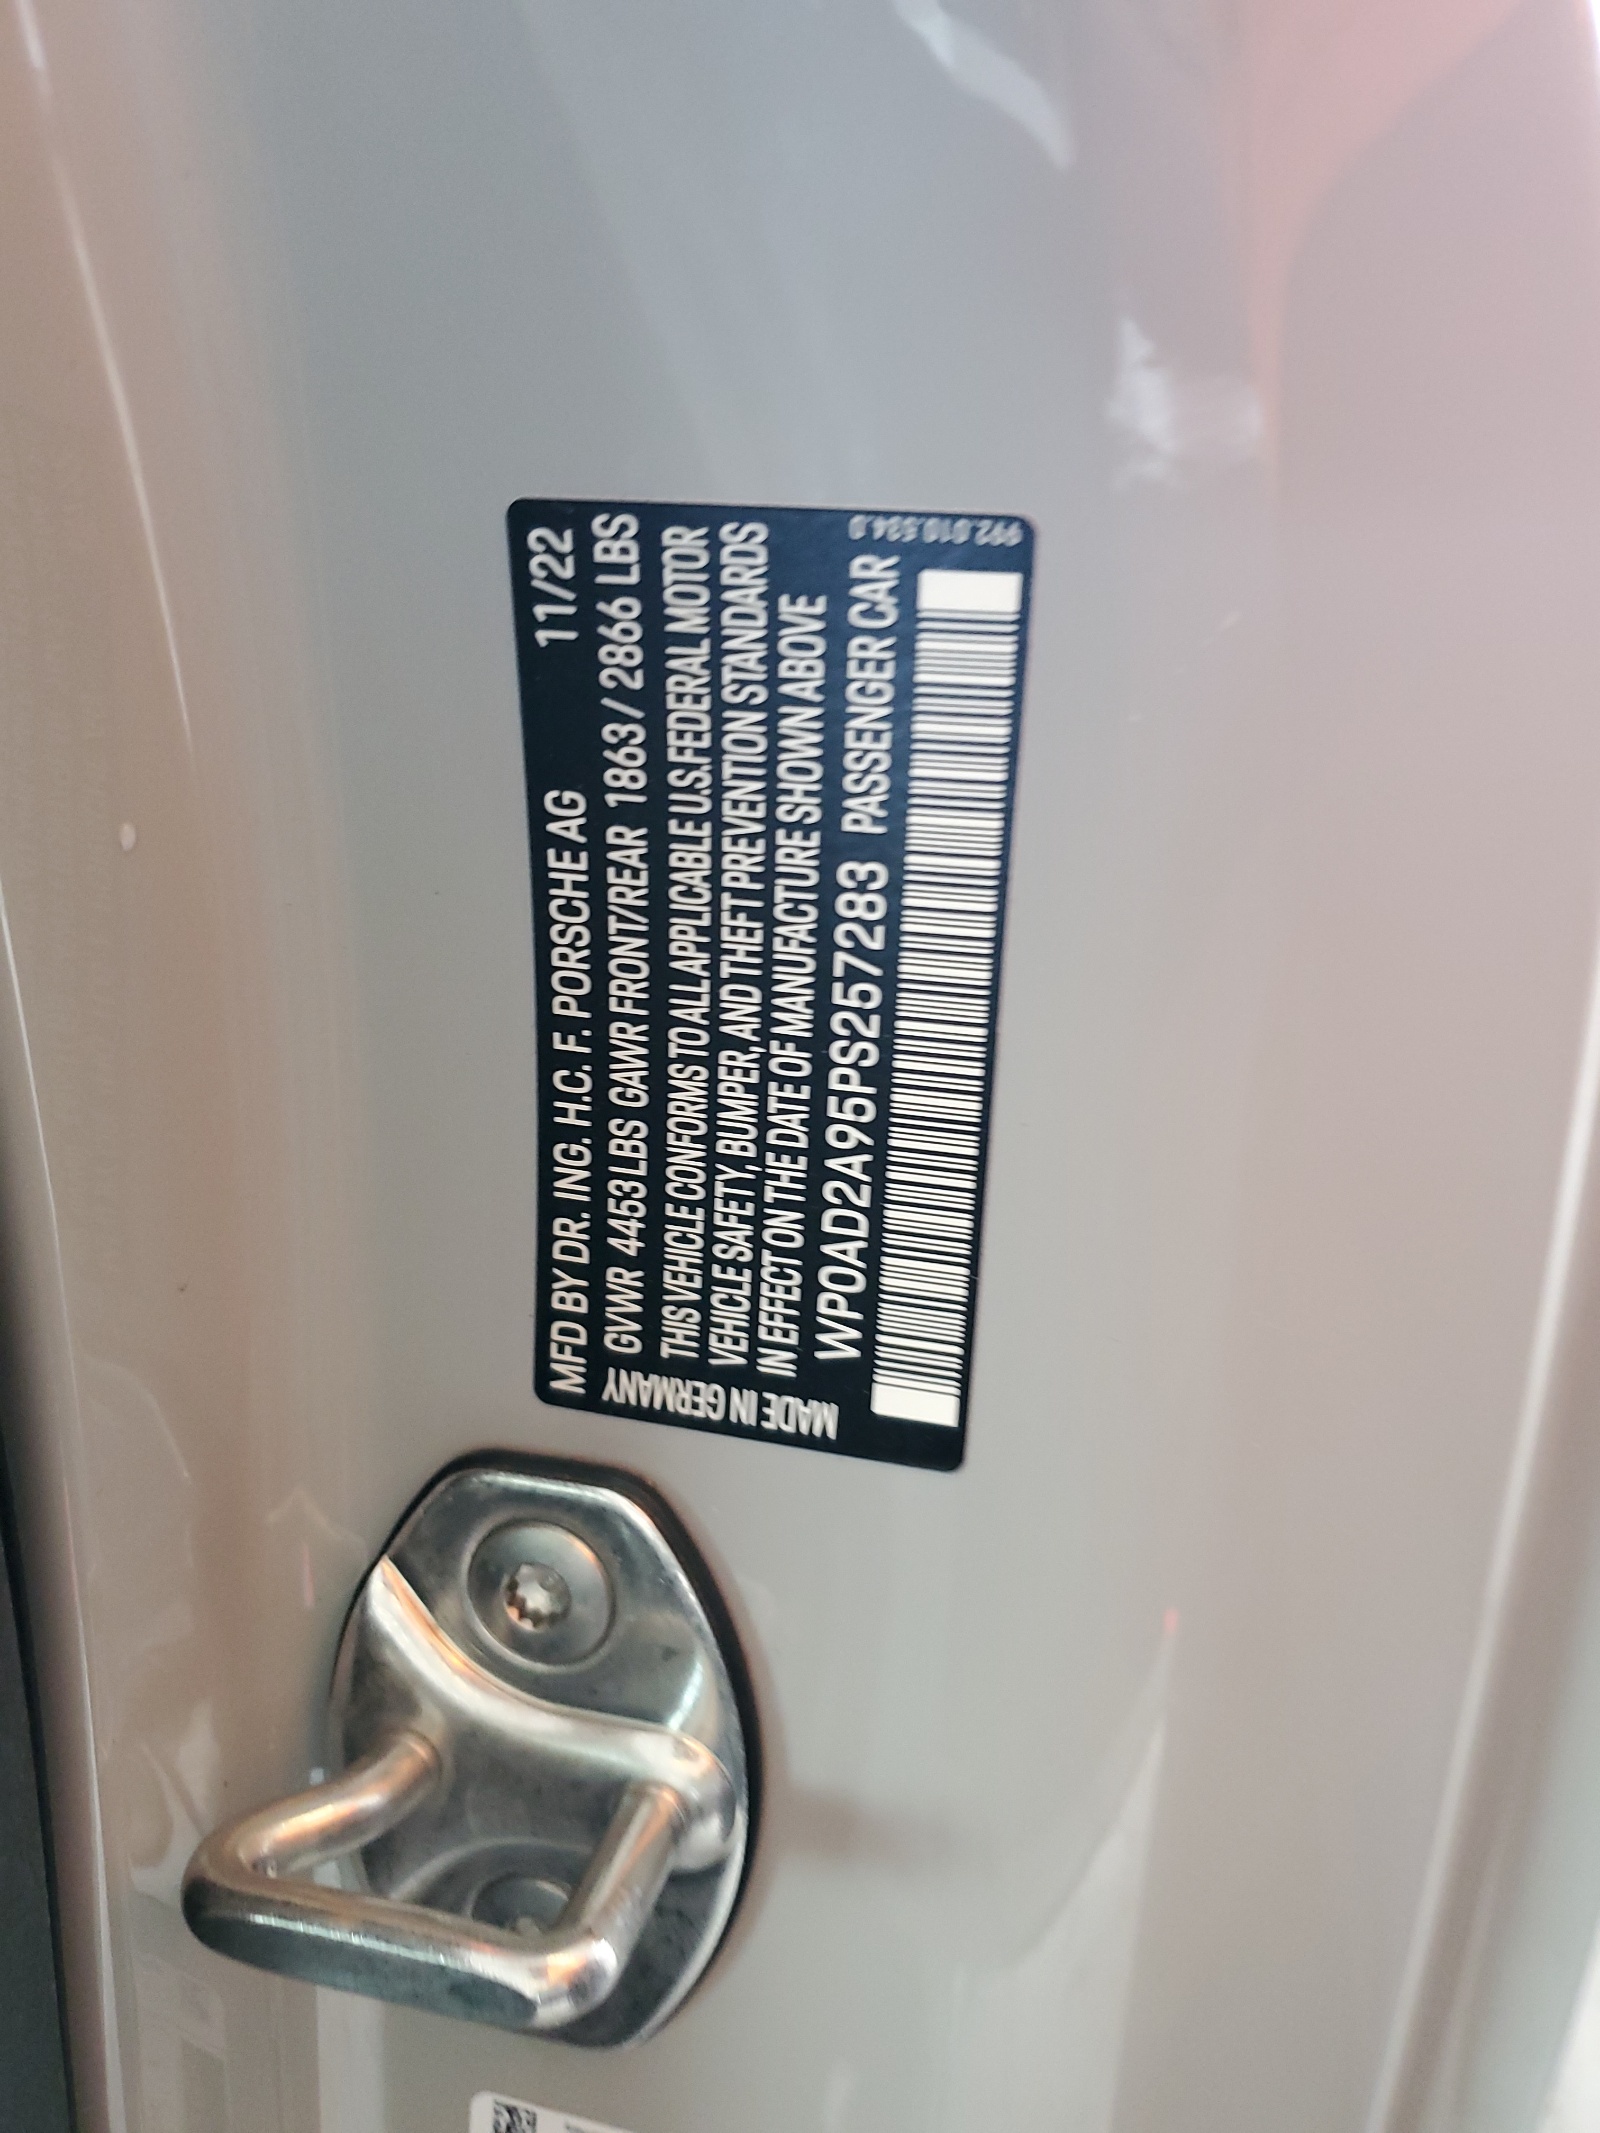 MFD BY DR. ING. H.C. F. PORSCHE AG 11/22
GVWR 4453 LBS GAWR FRONT/REAR 1863 / 2866 LBS
THIS VEHICLE CONFORMS TO ALL APPLICABLE U.S.FEDERAL MOTOR
VEHICLE SAFETY, BUMPER, AND THEFT PREVENTION STANDARDS
IN EFFECT ON THE DATE OF MANUFACTURE SHOWN ABOVE
WP0AD2A95PS257283 PASSENGER CAR
MADE IN GERMANY
992.010.534.D